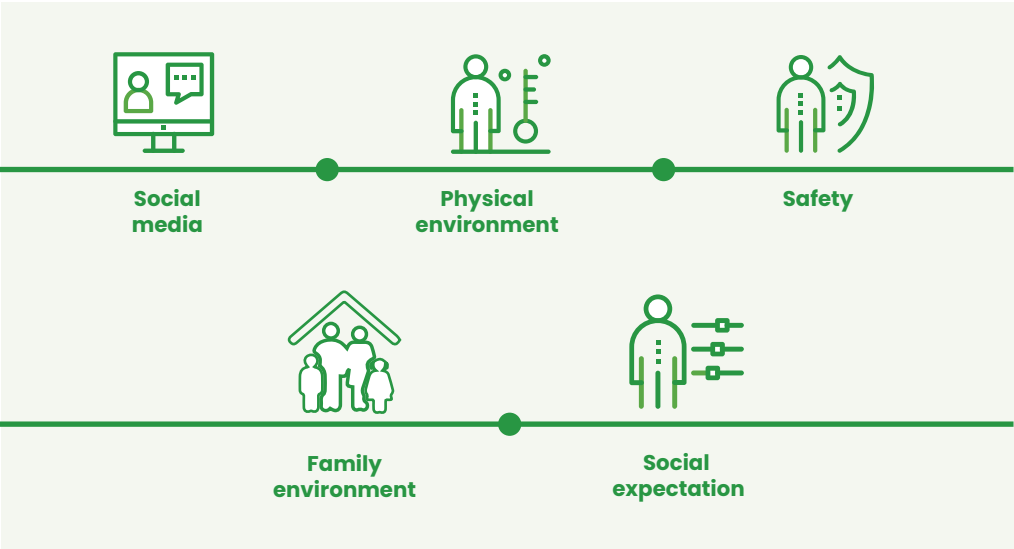 Social
media
Physical
environment
Safety
Family
environment
Social
expectation